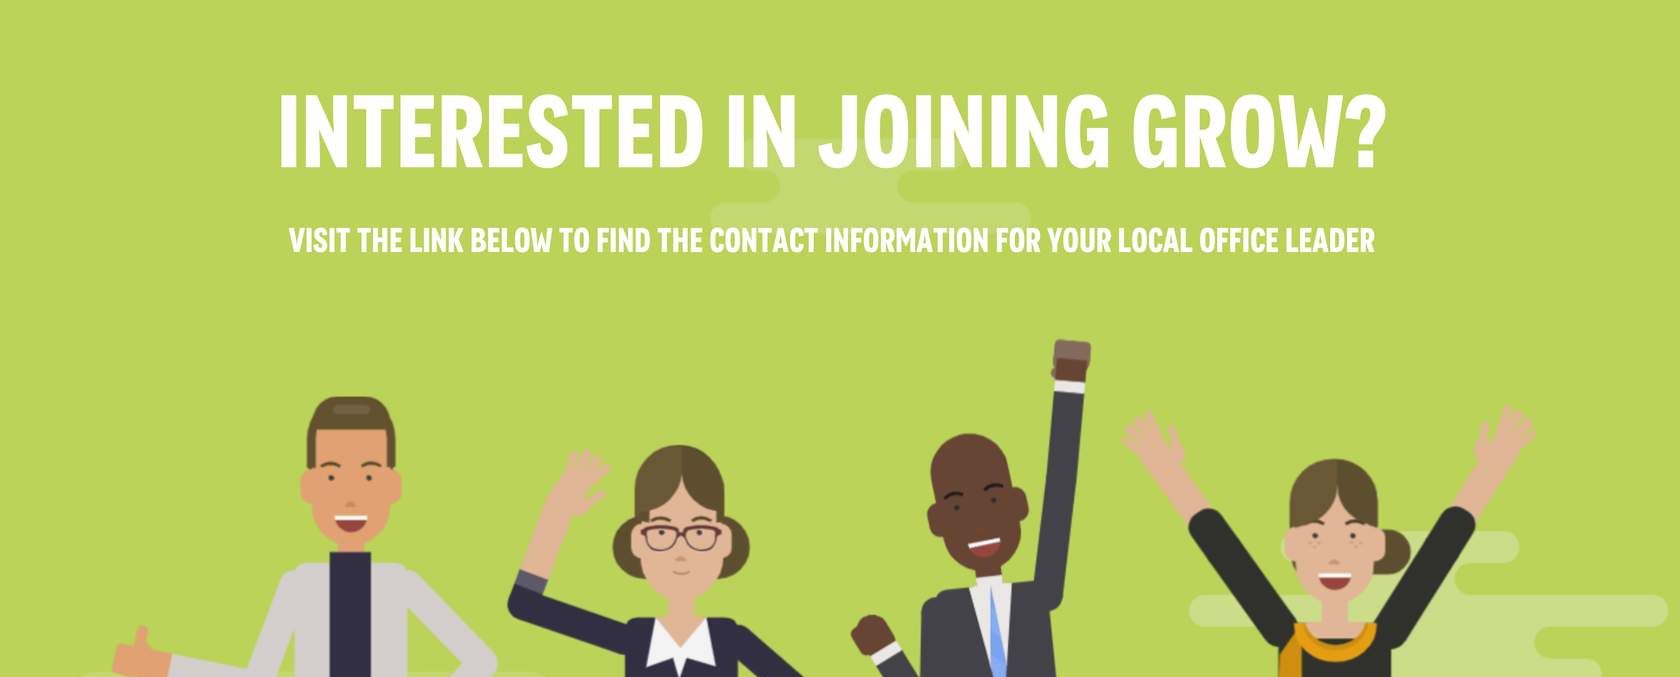 INTERESTED IN JOINING GROW?
VISIT THE LINK BELOW TO FIND THE CONTACT INFORMATION FOR YOUR LOCAL OFFICE LEADER